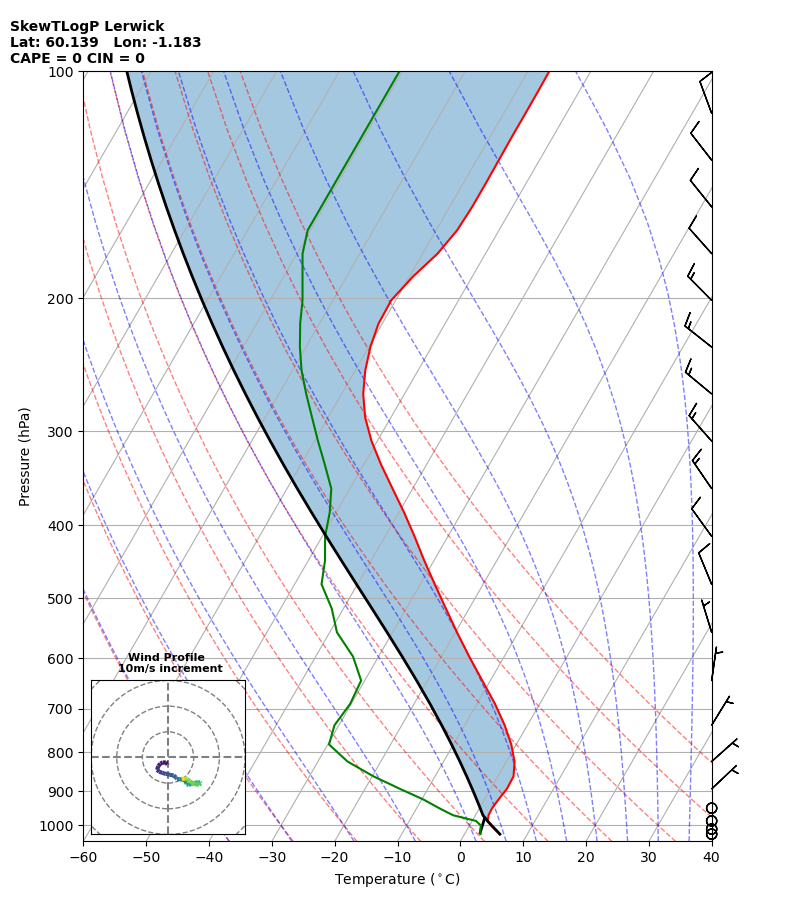 SkewTLogP Lerwick
Lat: 60.139   Lon: -1.183
CAPE = 0 CIN = 0
100
200
300
400
500
600
700
800
900
1000
Pressure (hPa)
Wind Profile
10m/s increment
−60 −50 −40 −30 −20 −10 0 10 20 30 40
Temperature (°C)